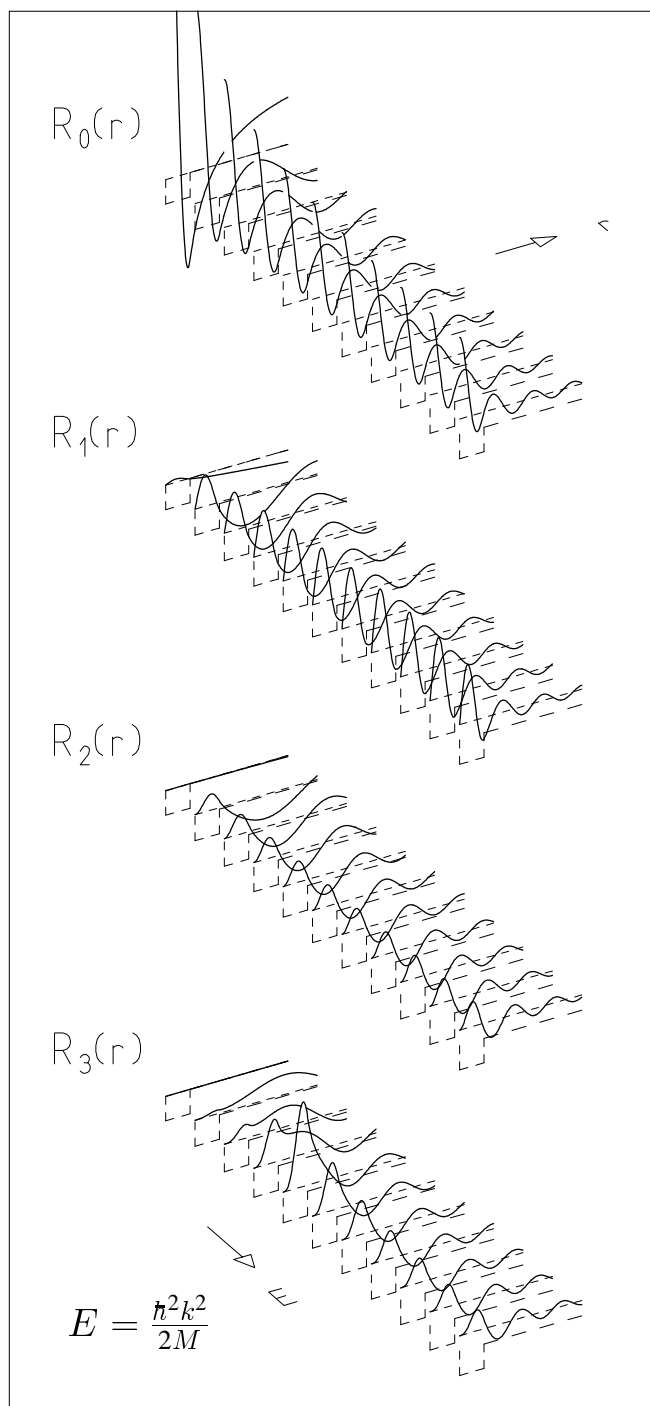 R₀(r)
r
R₁(r)
R₂(r)
R₃(r)
E
E = ħ²k²/2M